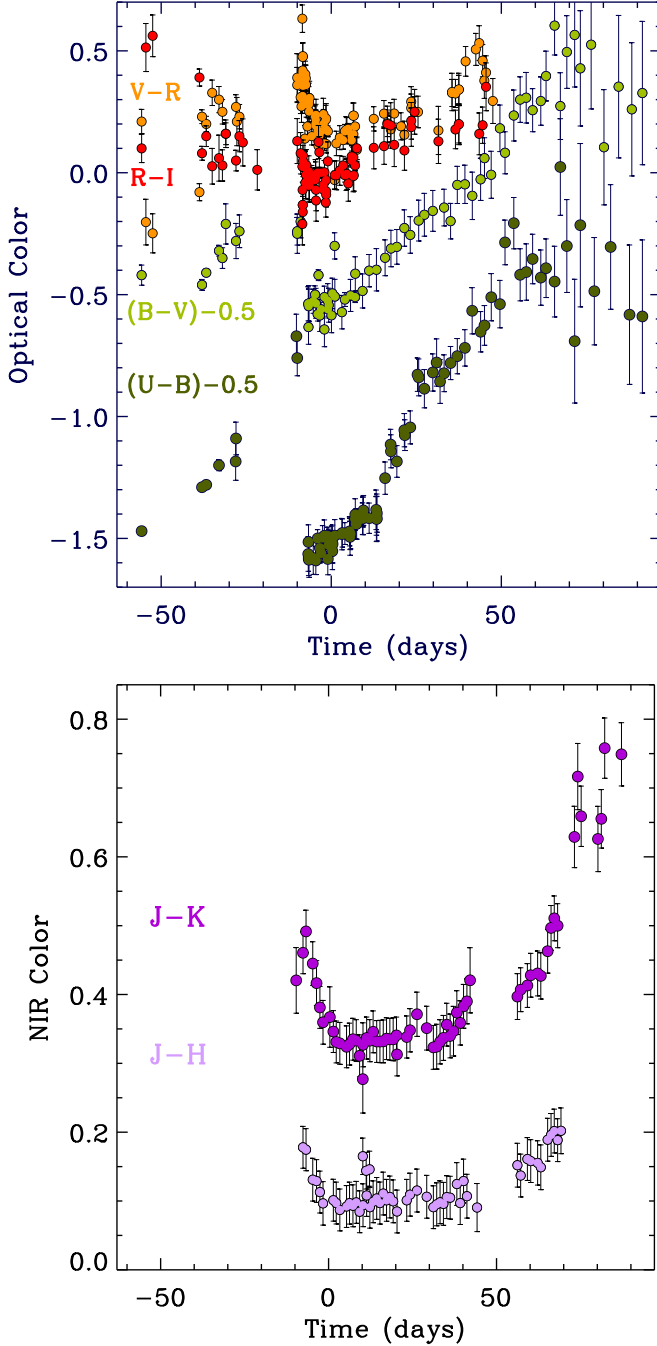 0.5
V−R
R−I
0.0
−0.5
(B−V)−0.5
(U−B)−0.5
−1.0
−1.5
Optical Color
−50
0
50
Time (days)
0.8
0.6
J−K
0.4
J−H
0.2
0.0
NIR Color
−50
0
50
Time (days)